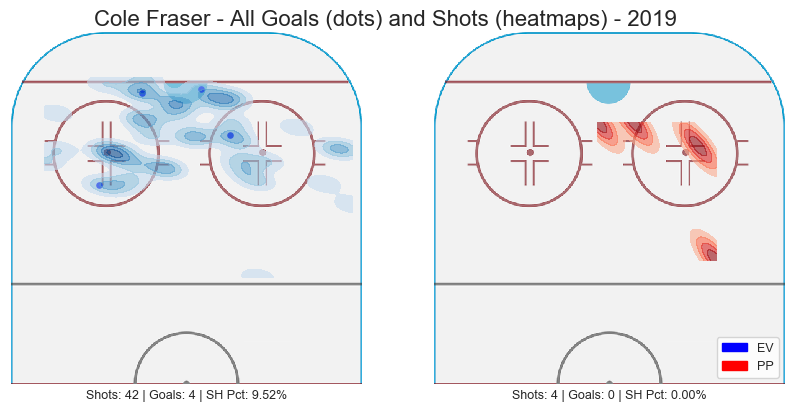 Cole Fraser - All Goals (dots) and Shots (heatmaps) - 2019
EV
PP
Shots: 42 | Goals: 4 | SH Pct: 9.52%
Shots: 4 | Goals: 0 | SH Pct: 0.00%